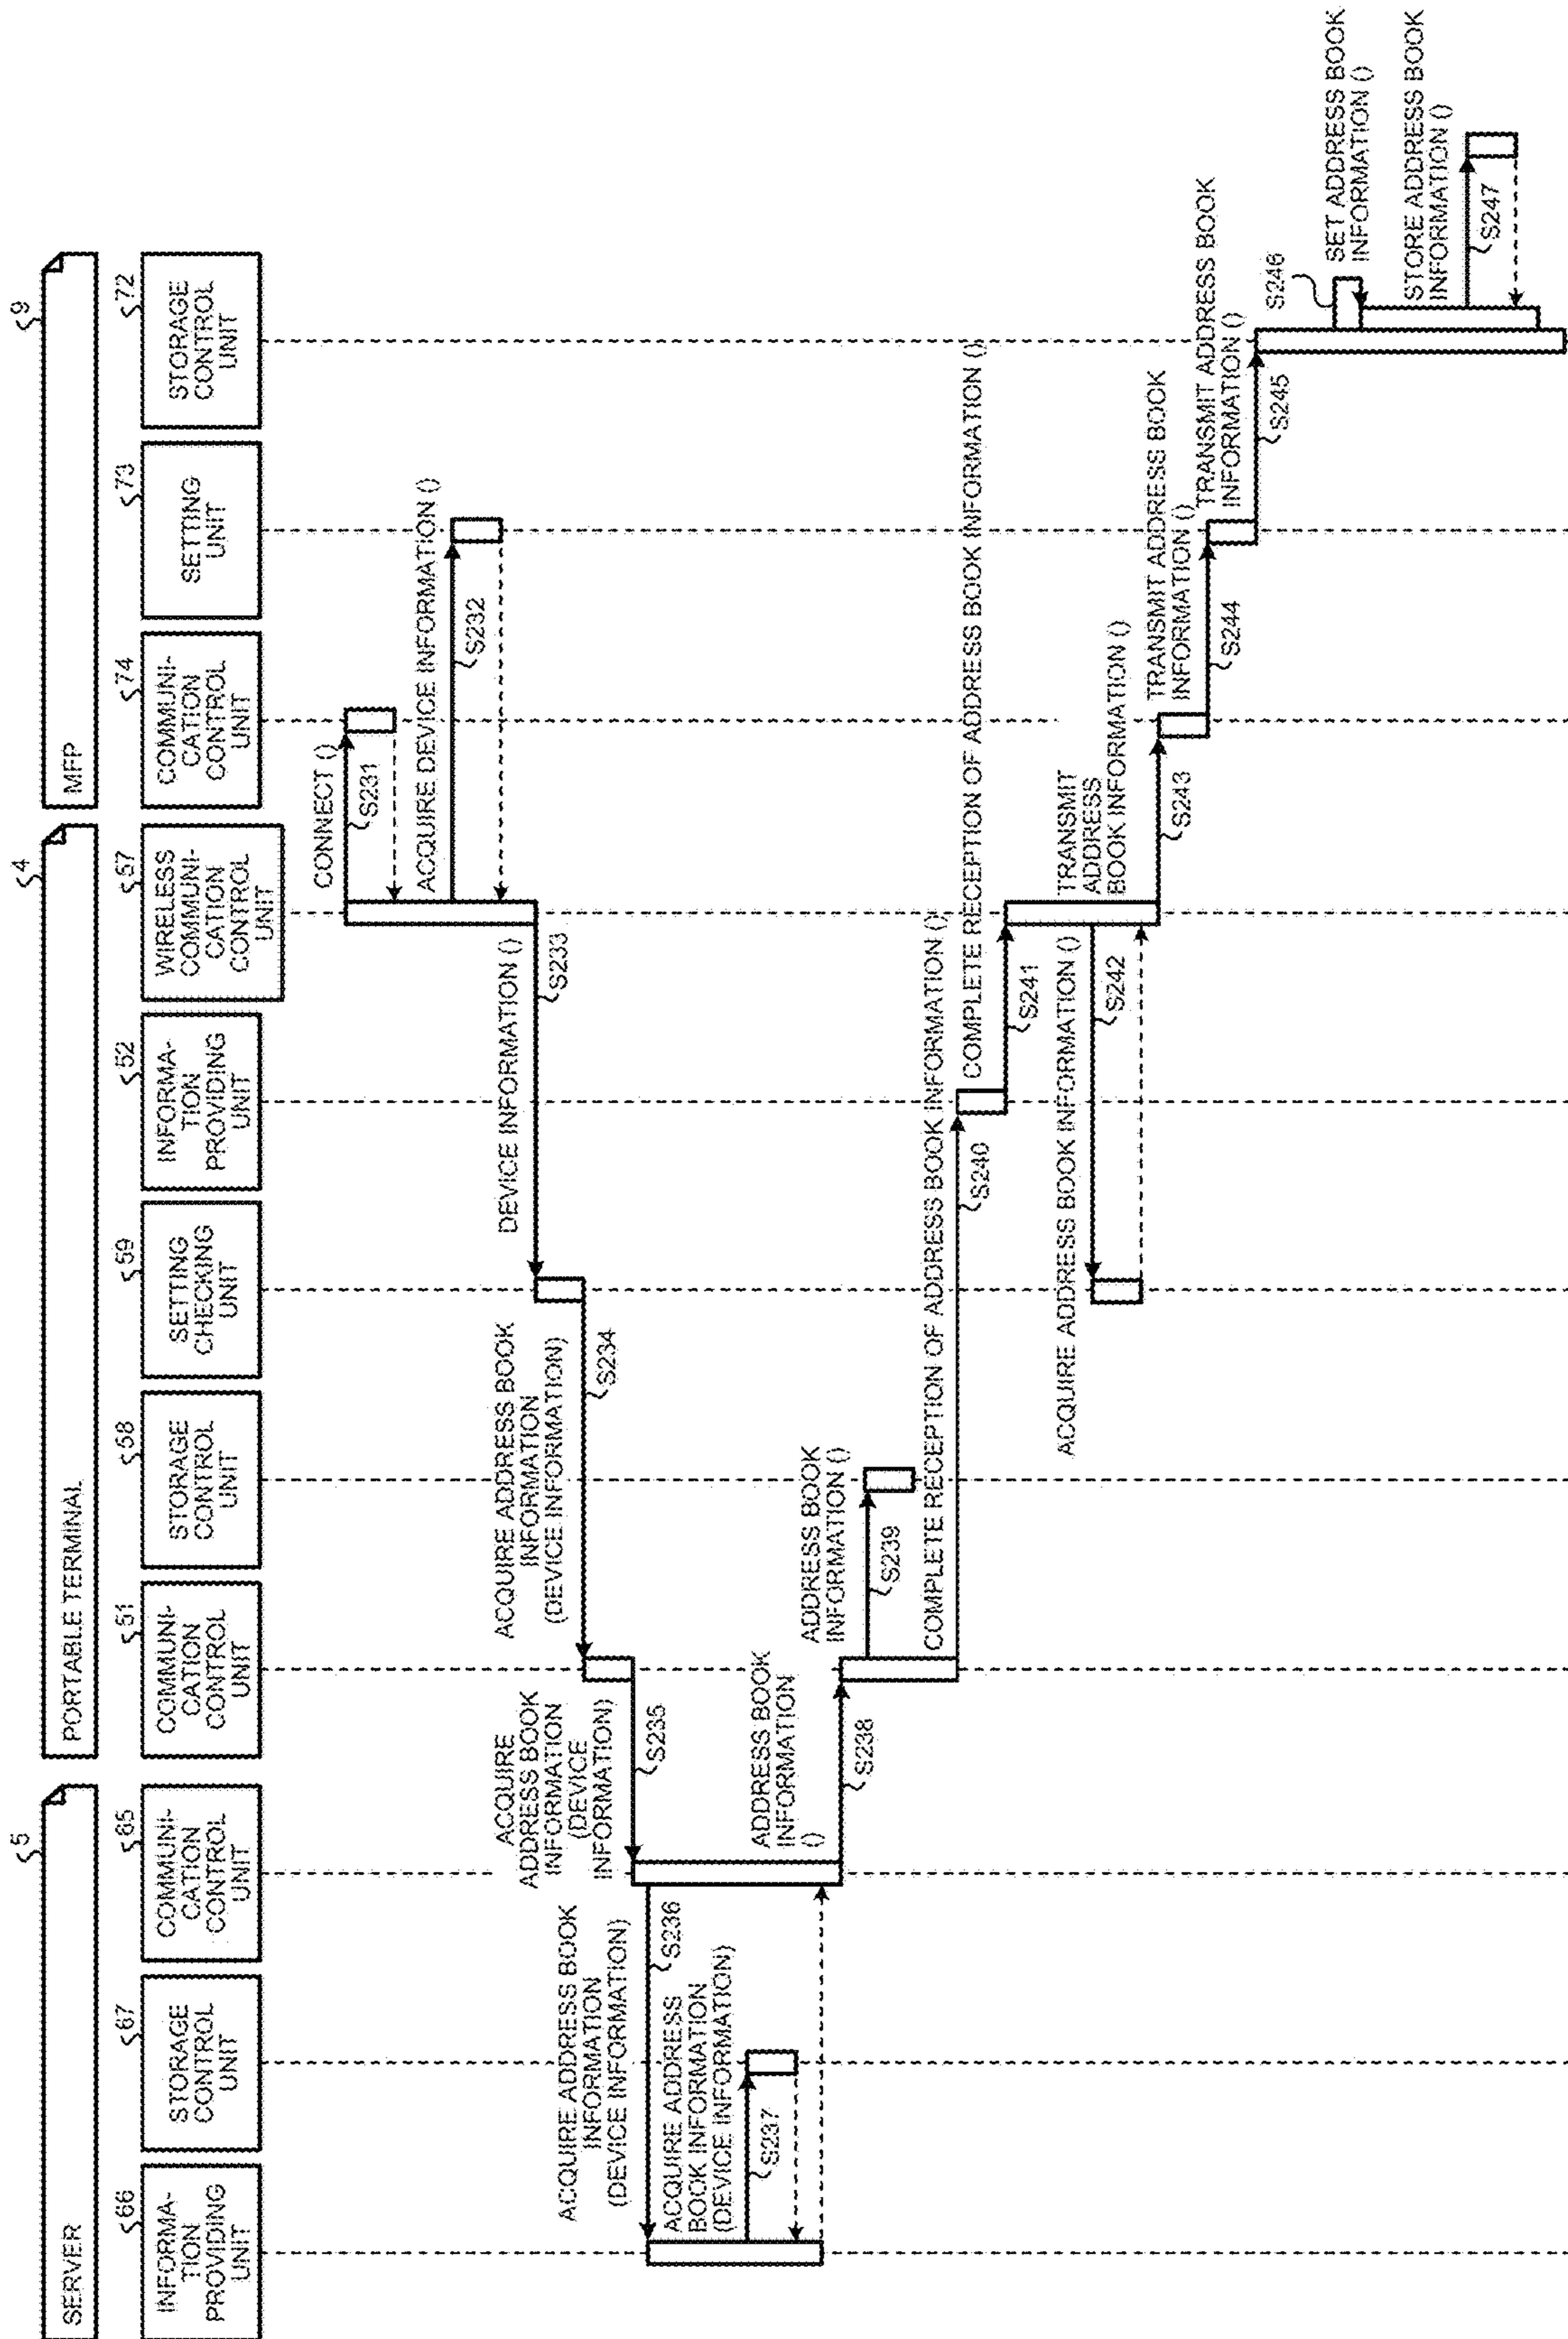 SERVER
5
PORTABLE TERMINAL
4
MFP
9
INFORMA-
TION
PROVIDING
UNIT
66
STORAGE
CONTROL
UNIT
67
COMMUNI-
CATION
CONTROL
UNIT
65
COMMUNI-
CATION
CONTROL
UNIT
51
STORAGE
CONTROL
UNIT
58
SETTING
CHECKING
UNIT
59
INFORMA-
TION
PROVIDING
UNIT
52
WIRELESS
COMMUNI-
CATION
CONTROL
UNIT
57
COMMUNI-
CATION
CONTROL
UNIT
74
SETTING
UNIT
73
STORAGE
CONTROL
UNIT
72
CONNECT ()
S231
ACQUIRE DEVICE INFORMATION ()
S232
DEVICE INFORMATION ()
S233
ACQUIRE ADDRESS BOOK
INFORMATION
(DEVICE INFORMATION)
S234
ACQUIRE
ADDRESS BOOK
INFORMATION
(DEVICE
INFORMATION)
S235
ACQUIRE ADDRESS BOOK
INFORMATION
(DEVICE INFORMATION)
S236
ACQUIRE ADDRESS
BOOK INFORMATION
(DEVICE INFORMATION)
S237
ADDRESS BOOK
INFORMATION
()
S238
ADDRESS BOOK
INFORMATION ()
S239
COMPLETE RECEPTION OF ADDRESS BOOK INFORMATION ()
S240
COMPLETE RECEPTION OF ADDRESS BOOK INFORMATION ()
S241
ACQUIRE ADDRESS BOOK INFORMATION ()
S242
TRANSMIT
ADDRESS
BOOK INFORMATION ()
S243
TRANSMIT ADDRESS BOOK
INFORMATION ()
S244
TRANSMIT ADDRESS BOOK
INFORMATION ()
S245
S246
SET ADDRESS BOOK
INFORMATION ()
STORE ADDRESS BOOK
INFORMATION ()
S247